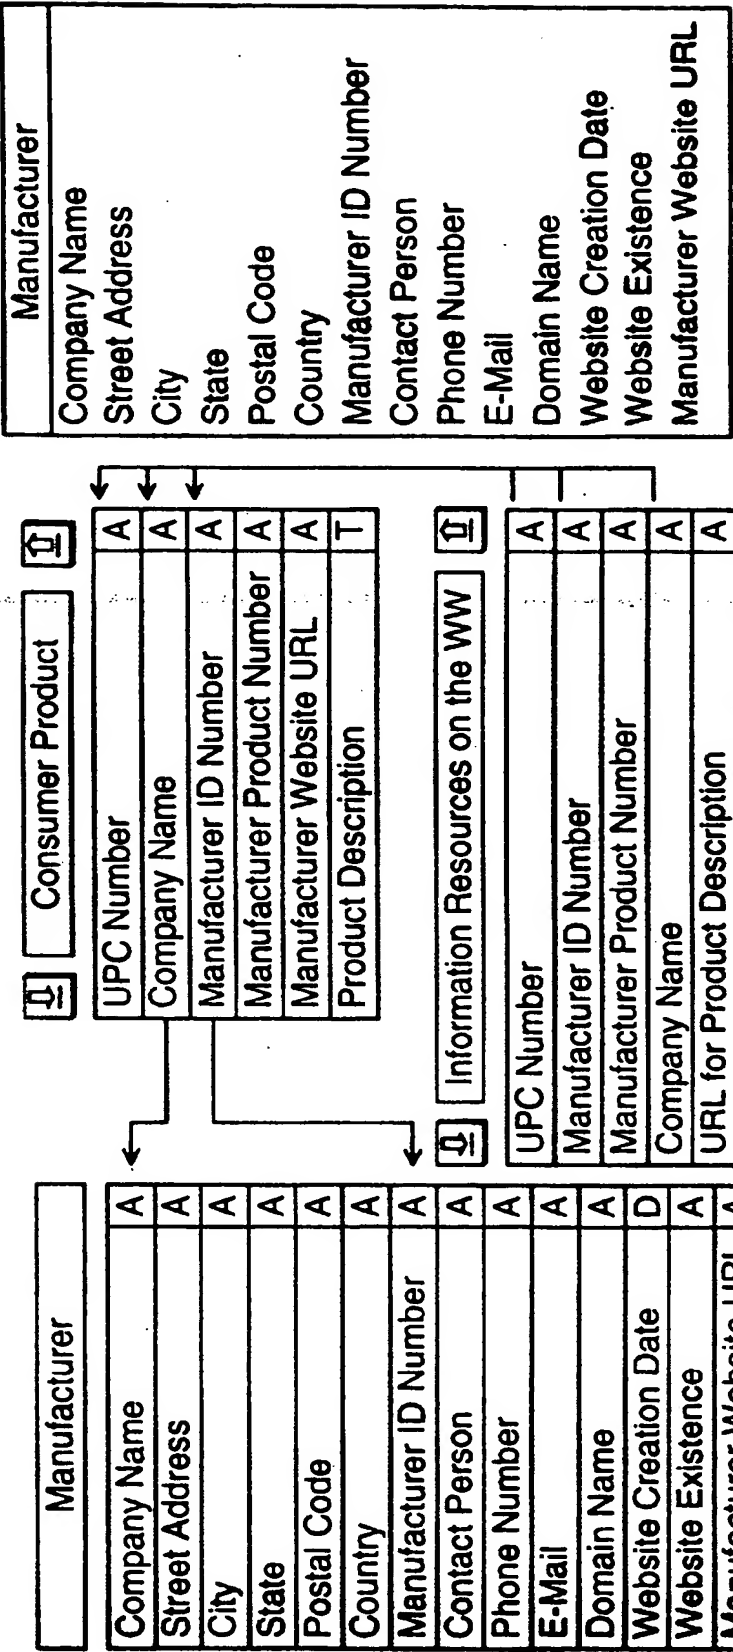 Manufacturer
Company Name A
Street Address A
City A
State A
Postal Code A
Country A
Manufacturer ID Number A
Contact Person A
Phone Number A
E-Mail A
Domain Name A
Website Creation Date D
Website Existence A
Manufacturer Website URL A
Consumer Product
UPC Number A
Company Name A
Manufacturer ID Number A
Manufacturer Product Number A
Manufacturer Website URL A
Product Description T
Information Resources on the WW
UPC Number A
Manufacturer ID Number A
Manufacturer Product Number A
Company Name A
URL for Product Description A
Manufacturer
Company Name
Street Address
City
State
Postal Code
Country
Manufacturer ID Number
Contact Person
Phone Number
E-Mail
Domain Name
Website Creation Date
Website Existence
Manufacturer Website URL